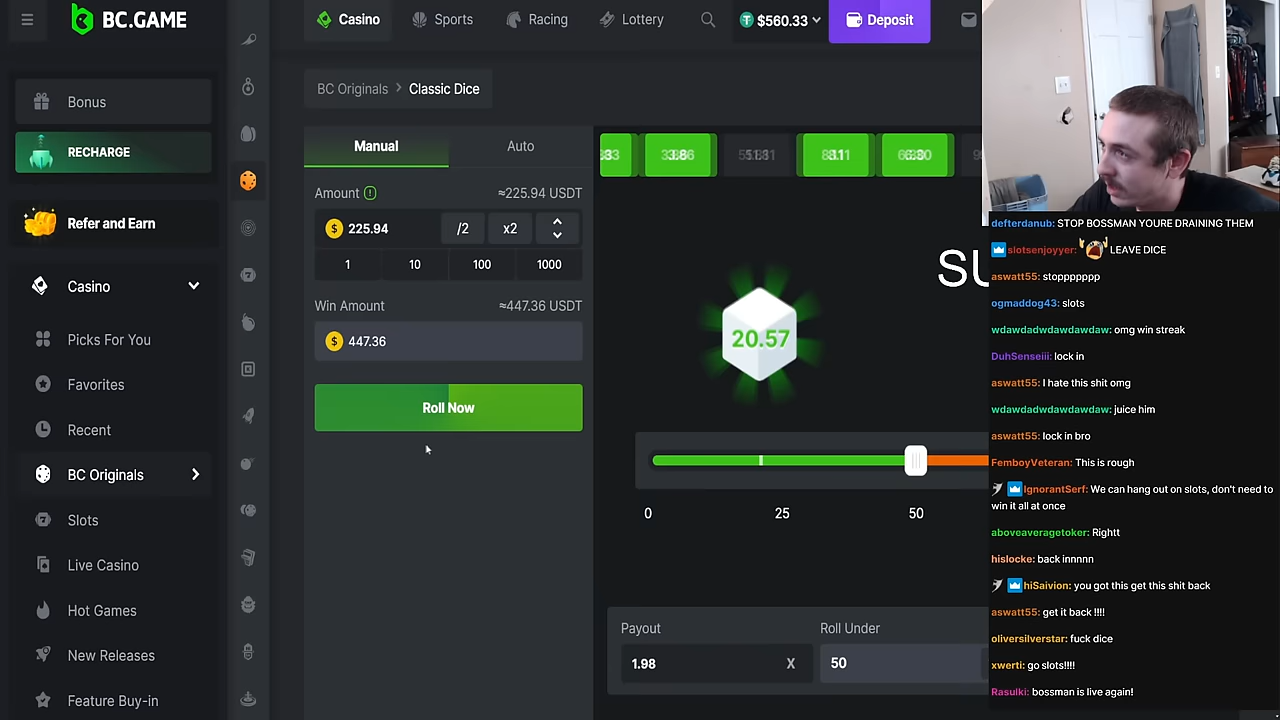 BC.GAME
Casino
Sports
Racing
Lottery
$560.33
Deposit
Bonus
RECHARGE
Refer and Earn
Casino
Picks For You
Favorites
Recent
BC Originals
Slots
Live Casino
Hot Games
New Releases
Feature Buy-in
BC Originals > Classic Dice
Manual
Auto
Amount
≈225.94 USDT
225.94
/2
x2
1
10
100
1000
Win Amount
≈447.36 USDT
447.36
Roll Now
SU
20.57
0
25
50
Payout
1.98
X
Roll Under
50
defterdanub: STOP BOSSMAN YOURE DRAINING THEM
slotsenjoyyer: LEAVE DICE
aswatt55: stoppppppp
ogmaddog43: slots
wdawdadwdawdawdaw: omg win streak
DuhSenseiii: lock in
aswatt55: I hate this shit omg
wdawdadwdawdawdaw: juice him
aswatt55: lock in bro
FemboyVeteran: This is rough
IgnorantSerf: We can hang out on slots, don't need to
win it all at once
aboveaveragetoker: Rightt
hislocke: back innnnn
hiSaivion: you got this get this shit back
aswatt55: get it back !!!!
oliversilverstar: fuck dice
xwerti: go slots!!!!
Rasulki: bossman is live again!